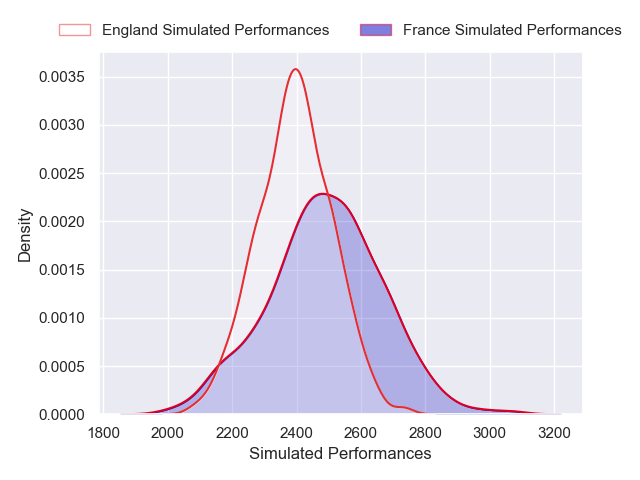 England Simulated Performances France Simulated Performances
0.0035
0.0030
0.0025
0.0020
0.0015
0.0010
0.0005
0.0000
Density
1800 2000 2200 2400 2600 2800 3000 3200
Simulated Performances